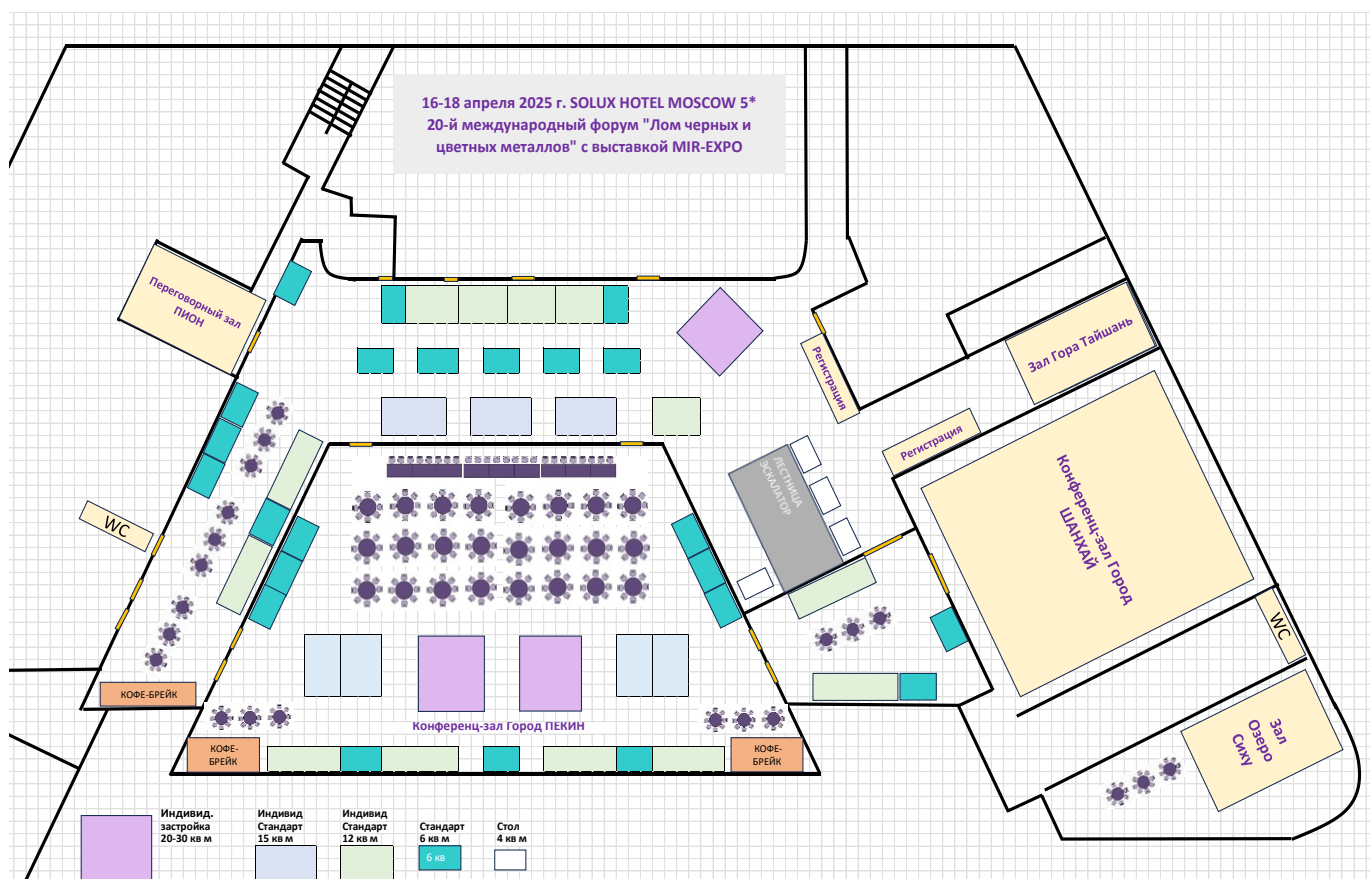 16-18 апреля 2025 г. SOLUX HOTEL MOSCOW 5*
20-й международный форум "Лом черных и
цветных металлов" с выставкой MIR-EXPO
Переговорный зал
ПИОН
Регистрация
Зал Гора Тайшань
Регистрация
ЛЕСТНИЦА
ЭСКАЛАТОР
Конференц-зал Город
ШАНХАЙ
WC
WC
КОФЕ-БРЕЙК
Конференц-зал Город ПЕКИН
Зал
Озеро
Сиху
КОФЕ-
БРЕЙК
КОФЕ-
БРЕЙК
Индивид.
застройка
20-30 кв м
Индивид
Стандарт
15 кв м
Индивид
Стандарт
12 кв м
Стандарт
6 кв м
Стол
4 кв м
6 кв